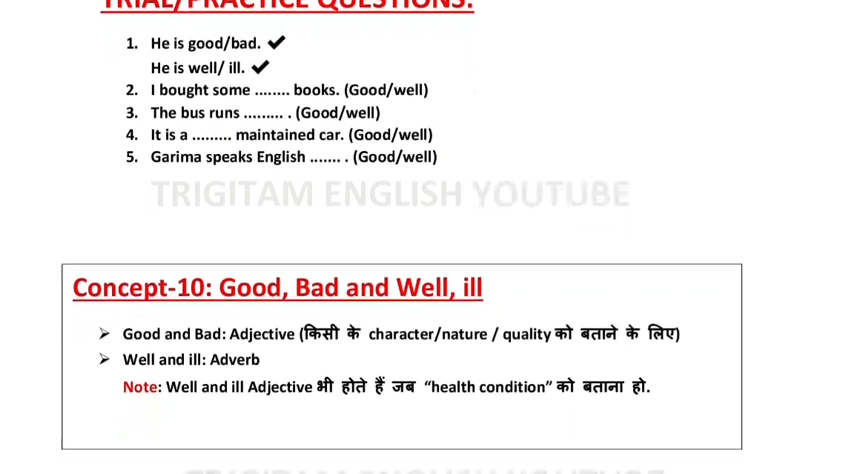 TRIAL/PRACTICE QUESTIONS:
1. He is good/bad. ✔
He is well/ ill. ✔
2. I bought some ........ books. (Good/well)
3. The bus runs ......... . (Good/well)
4. It is a ......... maintained car. (Good/well)
5. Garima speaks English ....... . (Good/well)
TRIGITAM ENGLISH YOUTUBE
Concept-10: Good, Bad and Well, ill
➢ Good and Bad: Adjective (किसी के character/nature / quality को बताने के लिए)
➢ Well and ill: Adverb
Note: Well and ill Adjective भी होते हैं जब “health condition” को बताना हो.